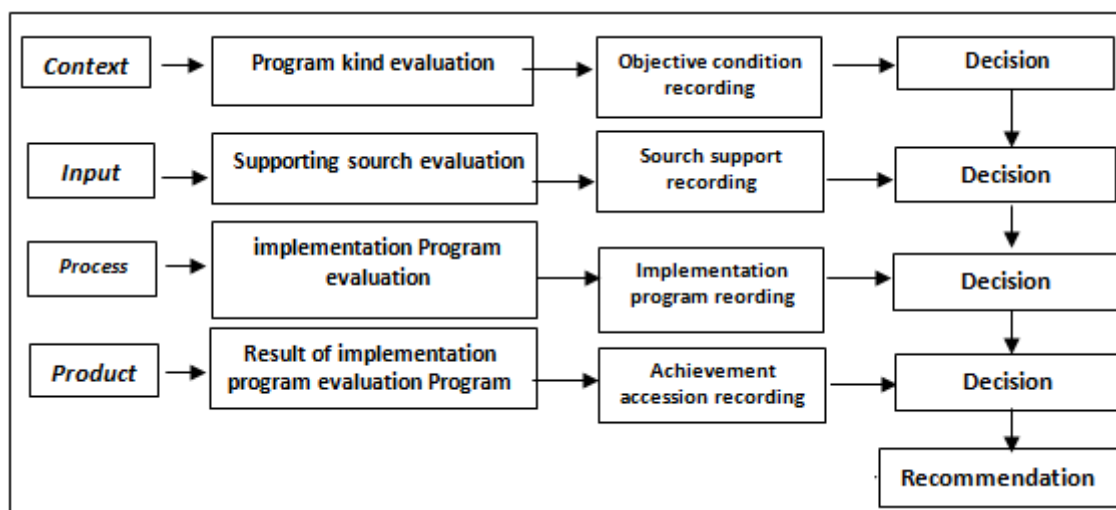 Context
Program kind evaluation
Objective condition
recording
Decision
Input
Supporting sourch evaluation
Sourch support
recording
Decision
Process
implementation Program
evaluation
Implementation
program reording
Decision
Product
Result of implementation
program evaluation Program
Achievement
accession recording
Decision
Recommendation